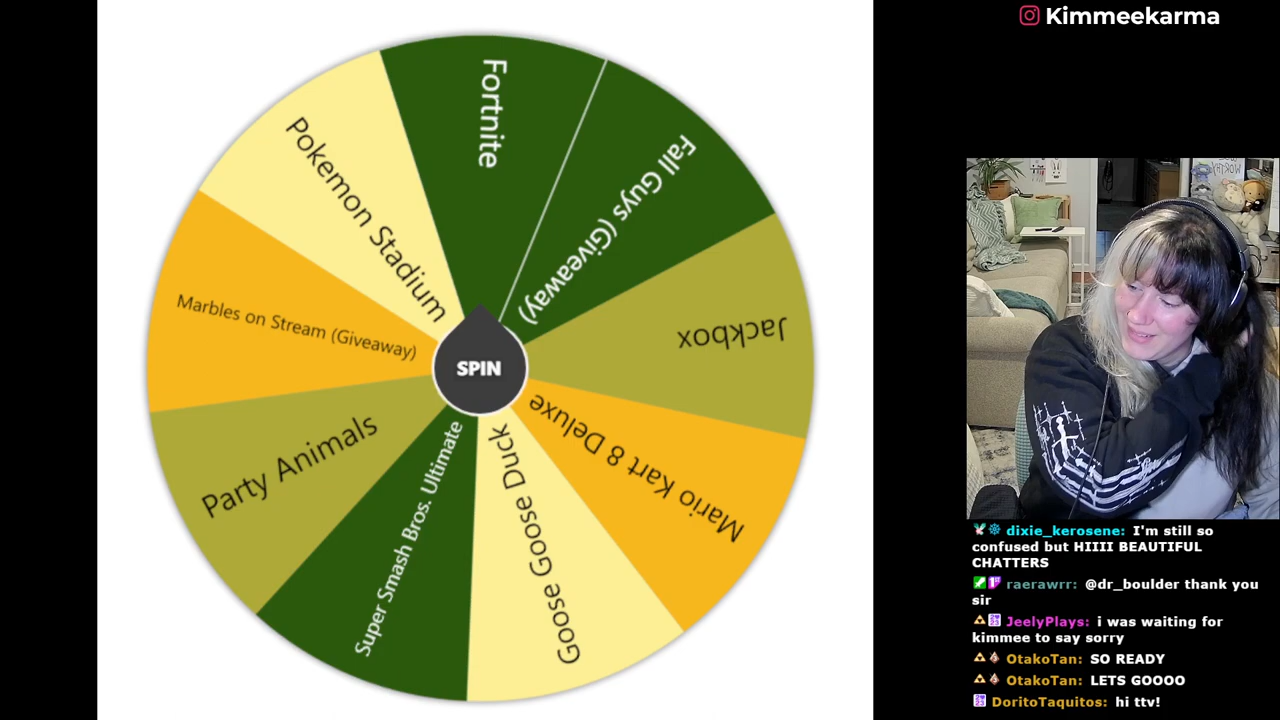 Kimmeekarma
Fortnite
Fall Guys (Giveaway)
Jackbox
Mario Kart 8 Deluxe
Goose Goose Duck
Super Smash Bros. Ultimate
Party Animals
Marbles on Stream (Giveaway)
Pokemon Stadium
SPIN
dixie_kerosene: I'm still so
confused but HIIII BEAUTIFUL
CHATTERS
raerawrr: @dr_boulder thank you
sir
JeelyPlays: i was waiting for
kimmee to say sorry
OtakoTan: SO READY
OtakoTan: LETS GOOOO
DoritoTaquitos: hi ttv!